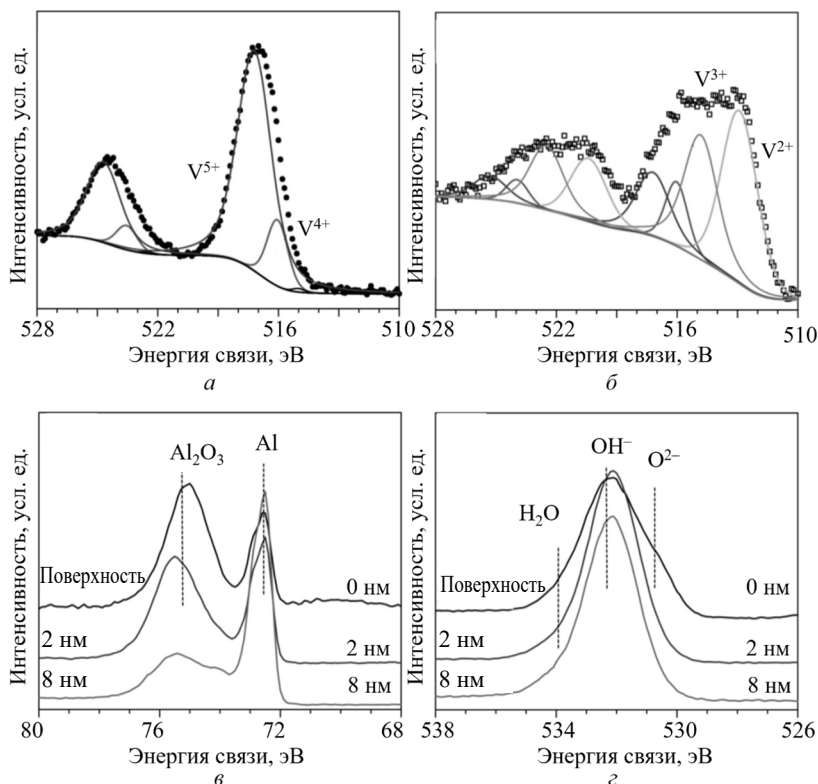 Интенсивность, усл. ед.
V⁵⁺
V⁴⁺
528 522 516 510
Энергия связи, эВ
а
Интенсивность, усл. ед.
V³⁺
V²⁺
528 522 516 510
Энергия связи, эВ
б
Интенсивность, усл. ед.
Al₂O₃ Al
Поверхность 0 нм
2 нм 2 нм
8 нм 8 нм
80 76 72 68
Энергия связи, эВ
в
Интенсивность, усл. ед.
OH⁻
O²⁻
H₂O
Поверхность 0 нм
2 нм 2 нм
8 нм 8 нм
538 534 530 526
Энергия связи, эВ
г